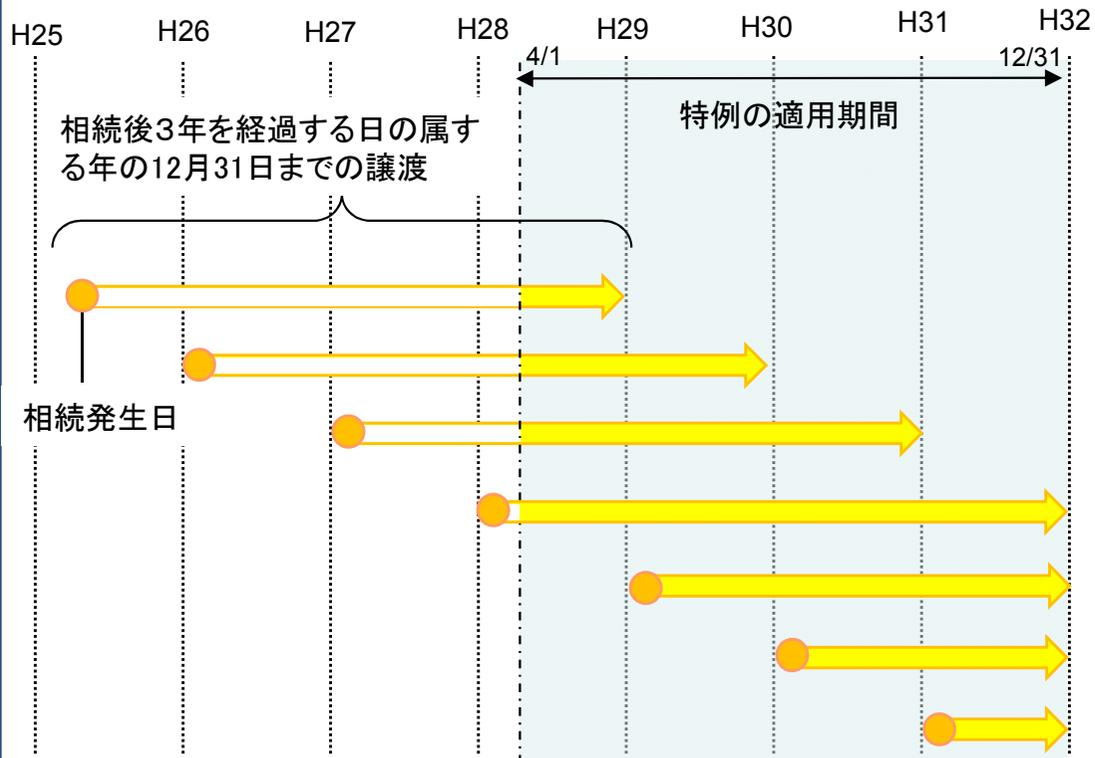 H25
H26
H27
H28
H29
H30
H31
H32
4/1
12/31
特例の適用期間
相続後3年を経過する日の属す
る年の12月31日までの譲渡
相続発生日